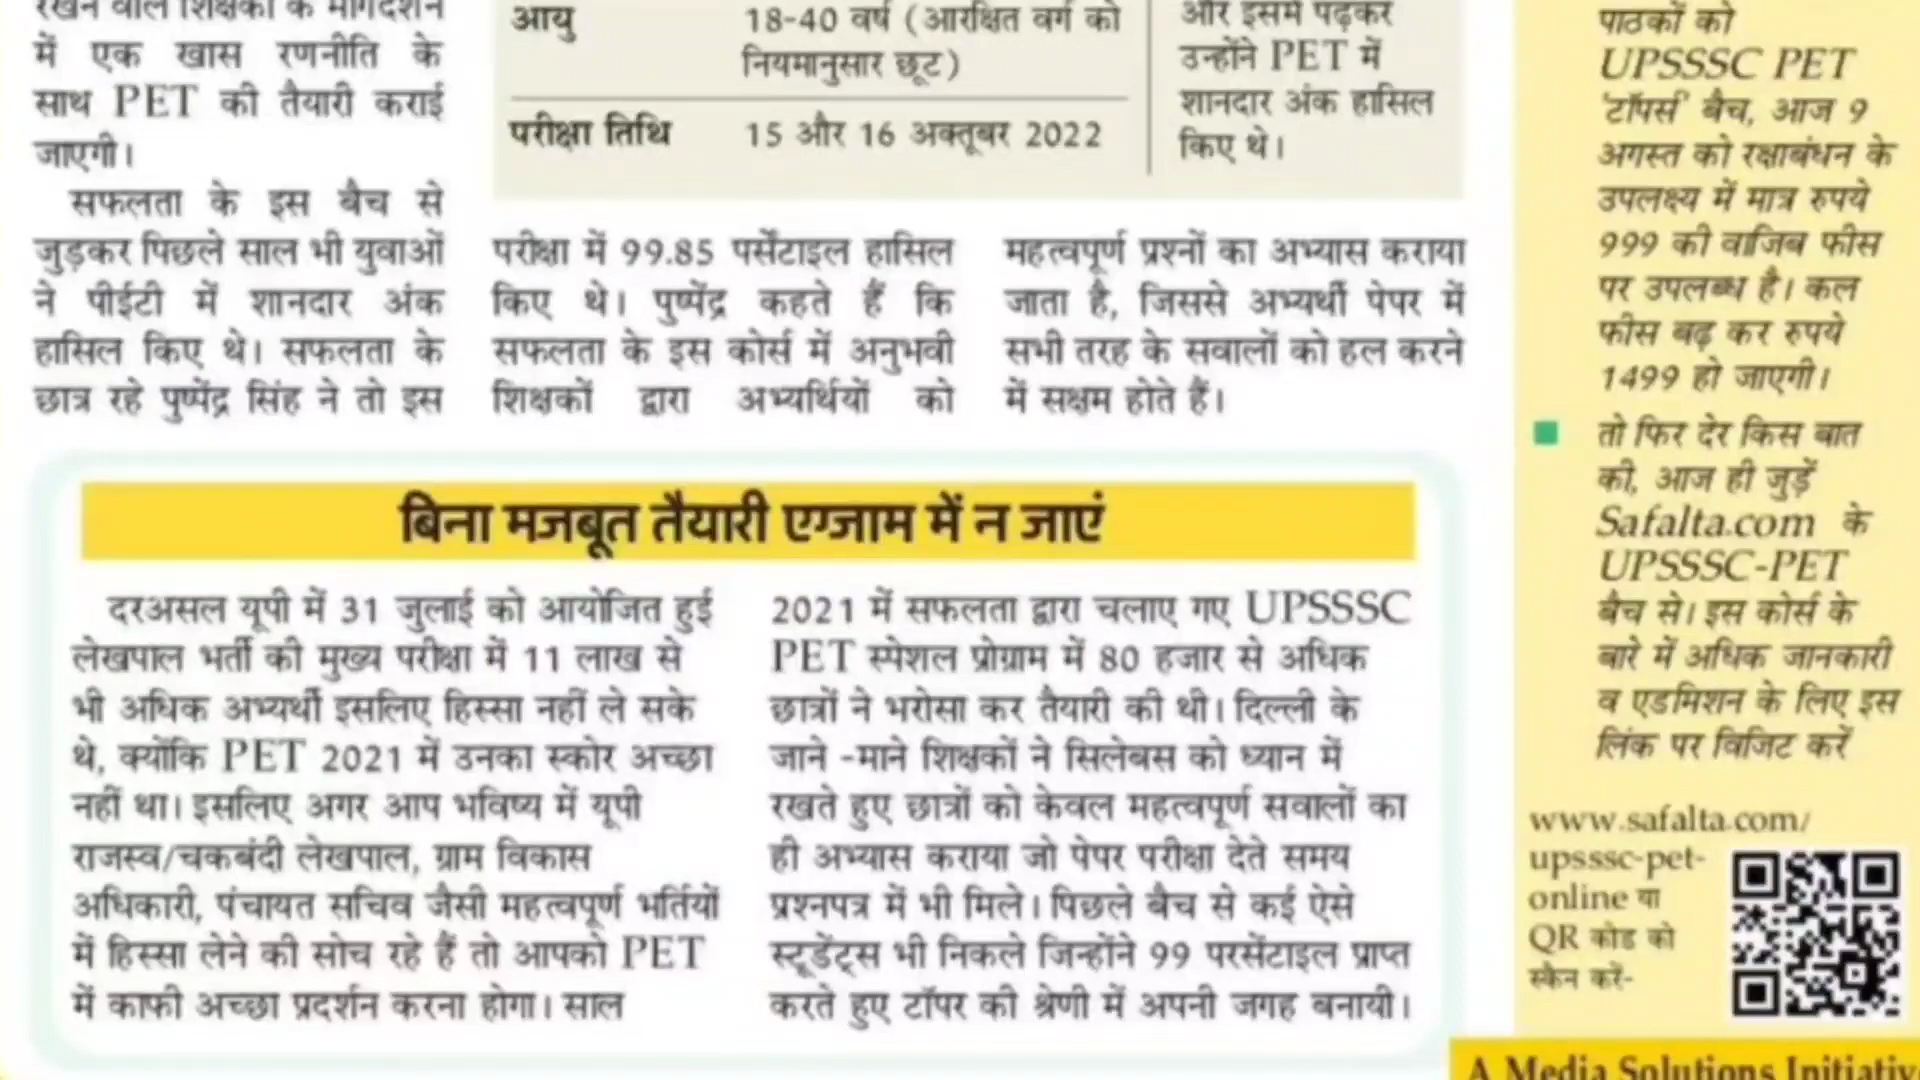 रखने वाले शिक्षकों के मार्गदर्शन
में एक खास रणनीति के
साथ PET की तैयारी कराई
जाएगी।
सफलता के इस बैच से
जुड़कर पिछले साल भी युवाओं
ने पीईटी में शानदार अंक
हासिल किए थे। सफलता के
छात्र रहे पुष्पेंद्र सिंह ने तो इस
आयु 18-40 वर्ष (आरक्षित वर्ग को
नियमानुसार छूट)
परीक्षा तिथि 15 और 16 अक्तूबर 2022
और इसमें पढ़कर
उन्होंने PET में
शानदार अंक हासिल
किए थे।
परीक्षा में 99.85 पर्सेंटाइल हासिल
किए थे। पुष्पेंद्र कहते हैं कि
सफलता के इस कोर्स में अनुभवी
शिक्षकों द्वारा अभ्यर्थियों को
महत्वपूर्ण प्रश्नों का अभ्यास कराया
जाता है, जिससे अभ्यर्थी पेपर में
सभी तरह के सवालों को हल करने
में सक्षम होते हैं।
बिना मजबूत तैयारी एग्जाम में न जाएं
दरअसल यूपी में 31 जुलाई को आयोजित हुई
लेखपाल भर्ती की मुख्य परीक्षा में 11 लाख से
भी अधिक अभ्यर्थी इसलिए हिस्सा नहीं ले सके
थे, क्योंकि PET 2021 में उनका स्कोर अच्छा
नहीं था। इसलिए अगर आप भविष्य में यूपी
राजस्व/चकबंदी लेखपाल, ग्राम विकास
अधिकारी, पंचायत सचिव जैसी महत्वपूर्ण भर्तियों
में हिस्सा लेने की सोच रहे हैं तो आपको PET
में काफी अच्छा प्रदर्शन करना होगा। साल
2021 में सफलता द्वारा चलाए गए UPSSSC
PET स्पेशल प्रोग्राम में 80 हजार से अधिक
छात्रों ने भरोसा कर तैयारी की थी। दिल्ली के
जाने -माने शिक्षकों ने सिलेबस को ध्यान में
रखते हुए छात्रों को केवल महत्वपूर्ण सवालों का
ही अभ्यास कराया जो पेपर परीक्षा देते समय
प्रश्नपत्र में भी मिले। पिछले बैच से कई ऐसे
स्टूडेंट्स भी निकले जिन्होंने 99 परसेंटाइल प्राप्त
करते हुए टॉपर की श्रेणी में अपनी जगह बनायी।
पाठकों को
UPSSSC PET
'टॉपर्स' बैच, आज 9
अगस्त को रक्षाबंधन के
उपलक्ष्य में मात्र रुपये
999 की वाजिब फीस
पर उपलब्ध है। कल
फीस बढ़ कर रुपये
1499 हो जाएगी।
तो फिर देर किस बात
की, आज ही जुड़ें
Safalta.com के
UPSSSC-PET
बैच से। इस कोर्स के
बारे में अधिक जानकारी
व एडमिशन के लिए इस
लिंक पर विजिट करें
www.safalta.com/
upsssc-pet-
online या
QR कोड को
स्कैन करें-
A Media Solutions Initiative